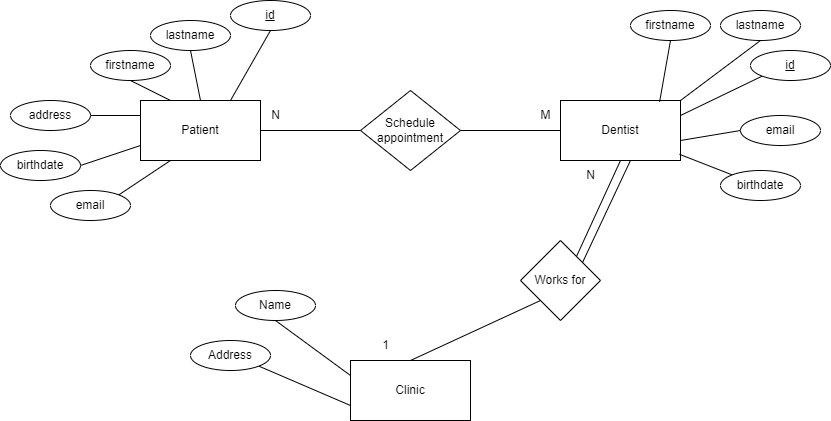 id
lastname
firstname
address
birthdate
email
Patient
N
Schedule
appointment
M
firstname
lastname
id
Dentist
email
birthdate
N
Works for
Name
Address
1
Clinic